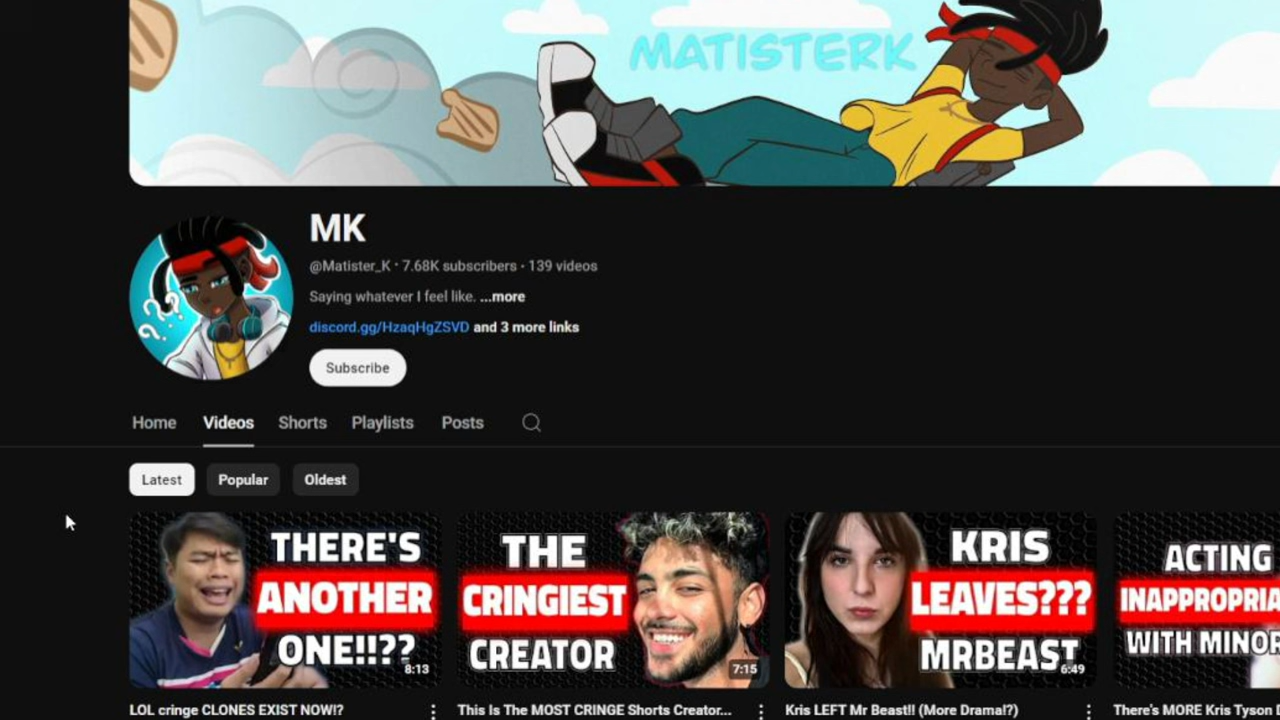 MATISTERK
MK
@Matister_K • 7.68K subscribers • 139 videos
Saying whatever I feel like. ...more
discord.gg/HzaqHgZSVD and 3 more links
Subscribe
Home Videos Shorts Playlists Posts
Latest Popular Oldest
THERE'S
ANOTHER
ONE!!??
8:13
THE
CRINGIEST
CREATOR
7:15
KRIS
LEAVES???
MRBEAST
6:49
ACTING
INAPPROPRIA
WITH MINOR
LOL cringe CLONES EXIST NOW!?
This Is The MOST CRINGE Shorts Creator...
Kris LEFT Mr Beast!! (More Drama!?)
There's MORE Kris Tyson